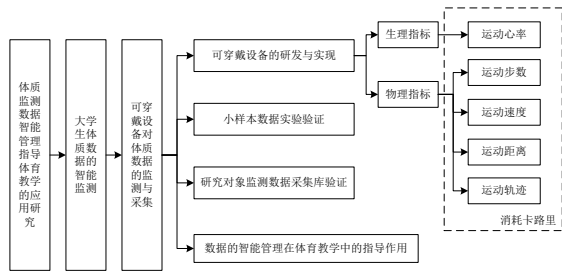 体质
监测
数据
智能
管理
指导
体育
教学
的应
用研
究
大学
生体
质数
据的
智能
监测
可穿
戴设
备对
体质
数据
的监
测与
采集
可穿戴设备的研发与实现
小样本数据实验验证
研究对象监测数据采集库验证
数据的智能管理在体育教学中的指导作用
生理指标
物理指标
运动心率
运动步数
运动速度
运动距离
运动轨迹
消耗卡路里